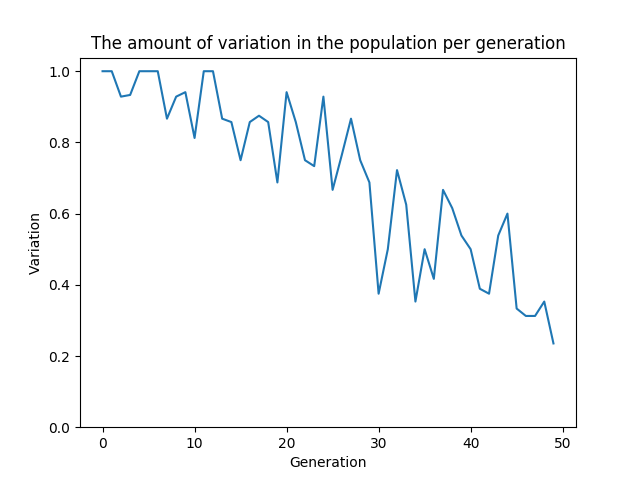 The amount of variation in the population per generation
1.0
0.8
0.6
0.4
0.2
0.0
Variation
0 10 20 30 40 50
Generation